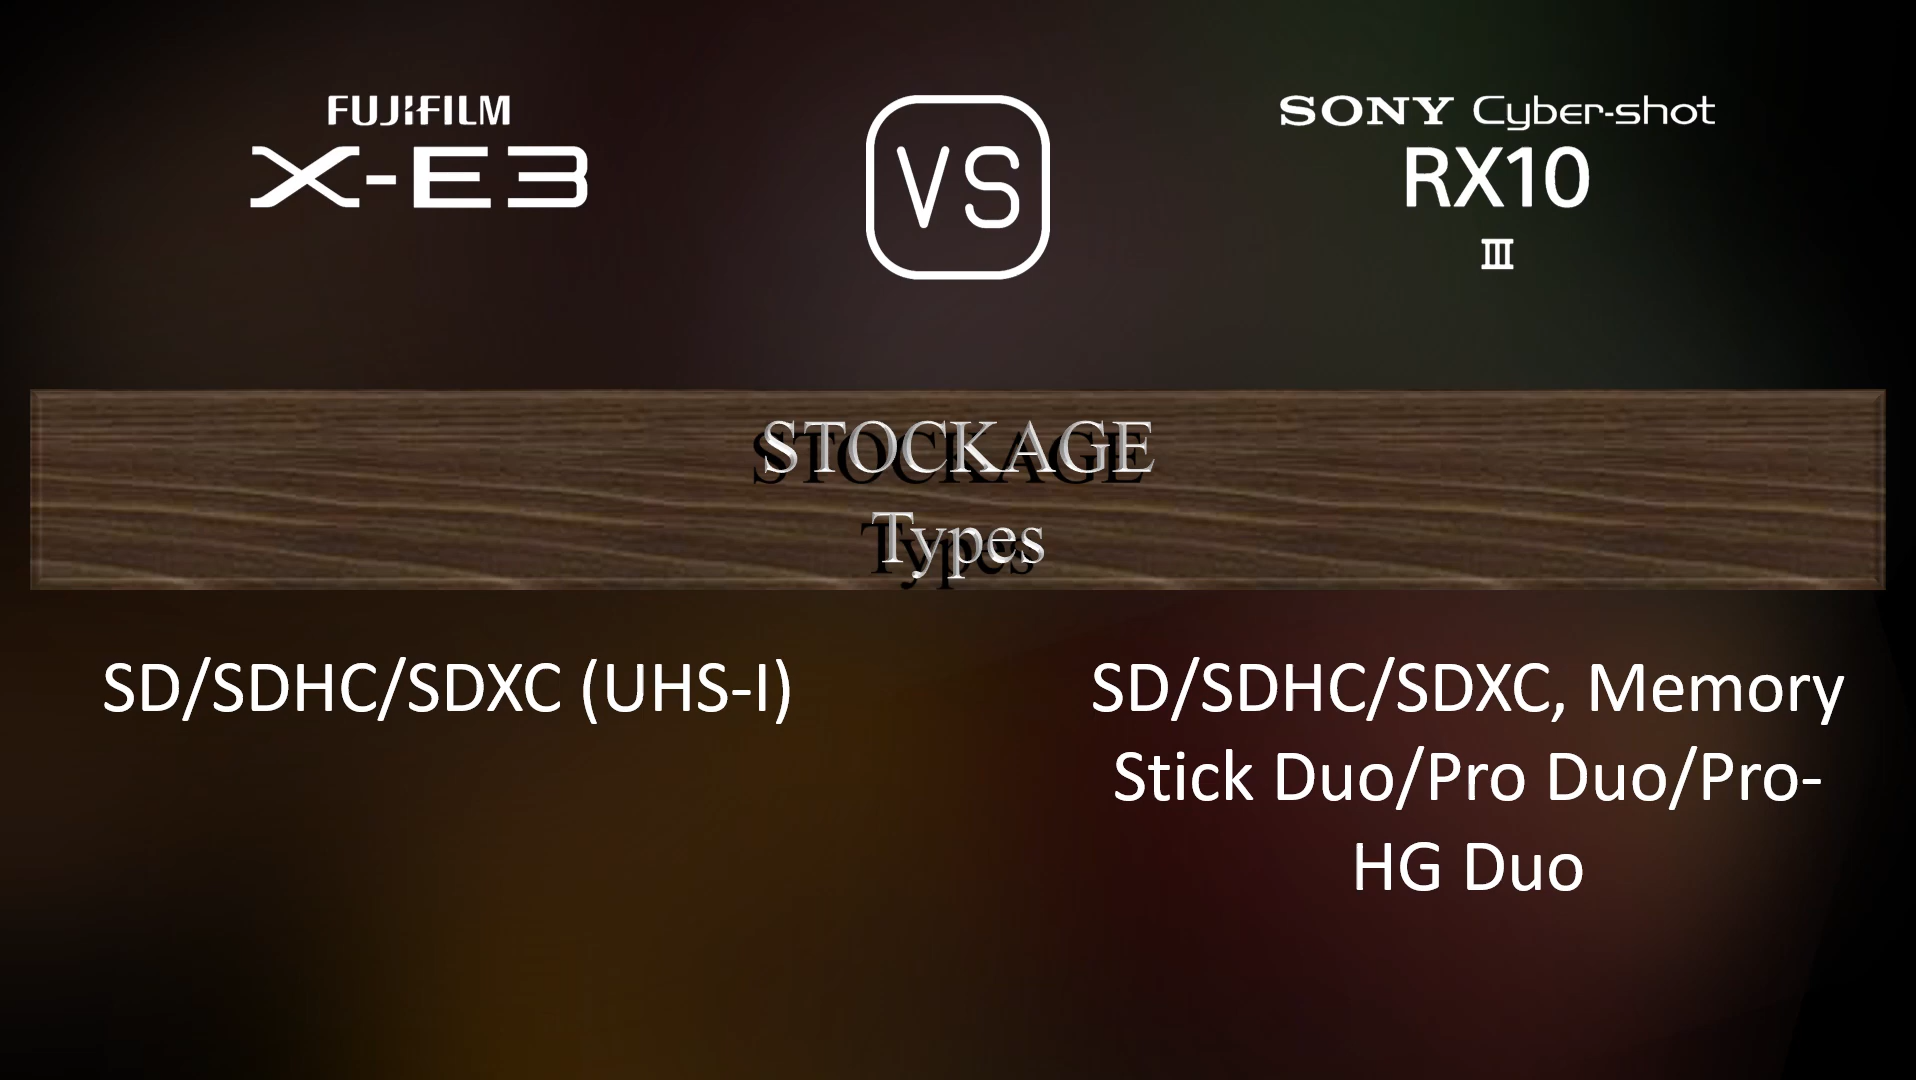 FUJIFILM
X-E3
VS
SONY Cyber-shot
RX10
III
STOCKAGE
Types
SD/SDHC/SDXC (UHS-I)
SD/SDHC/SDXC, Memory
Stick Duo/Pro Duo/Pro-
HG Duo